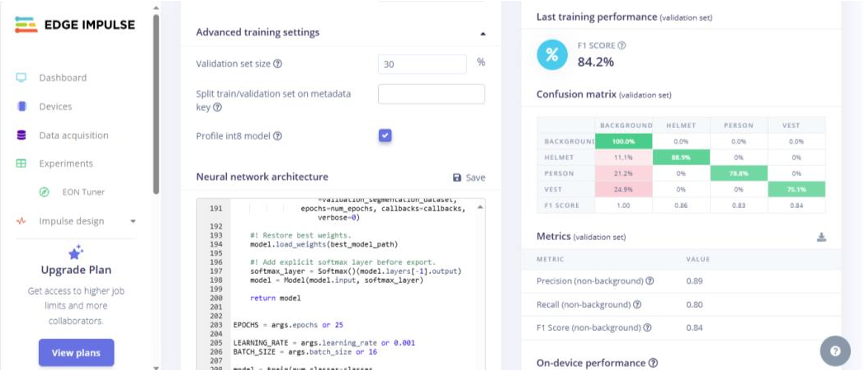 EDGE IMPULSE
Dashboard
Devices
Data acquisition
Experiments
EON Tuner
Impulse design
Upgrade Plan
Get access to higher job
limits and more
collaborators.
View plans
Advanced training settings
Validation set size
30
%
Split train/validation set on metadata
key
Profile int8 model
Neural network architecture
Save
=validation_segmentation_dataset,
191 epochs=num_epochs, callbacks=callbacks,
verbose=0)
192
193 #! Restore best weights.
194 model.load_weights(best_model_path)
195
196 #! Add explicit softmax layer before export.
197 softmax_layer = Softmax()(model.layers[-1].output)
198 model = Model(model.input, softmax_layer)
199
200 return model
201
202
203 EPOCHS = args.epochs or 25
204
205 LEARNING_RATE = args.learning_rate or 0.001
206 BATCH_SIZE = args.batch_size or 16
207
Last training performance (validation set)
%
F1 SCORE
84.2%
Confusion matrix (validation set)
BACKGROUND HELMET PERSON VEST
BACKGROUND 100.0% 0.0% 0.0% 0.0%
HELMET 11.1% 88.9% 0% 0%
PERSON 21.2% 0% 78.8% 0%
VEST 24.9% 0% 0% 75.1%
F1 SCORE 1.00 0.86 0.83 0.84
Metrics (validation set)
METRIC VALUE
Precision (non-background) 0.89
Recall (non-background) 0.80
F1 Score (non-background) 0.84
On-device performance